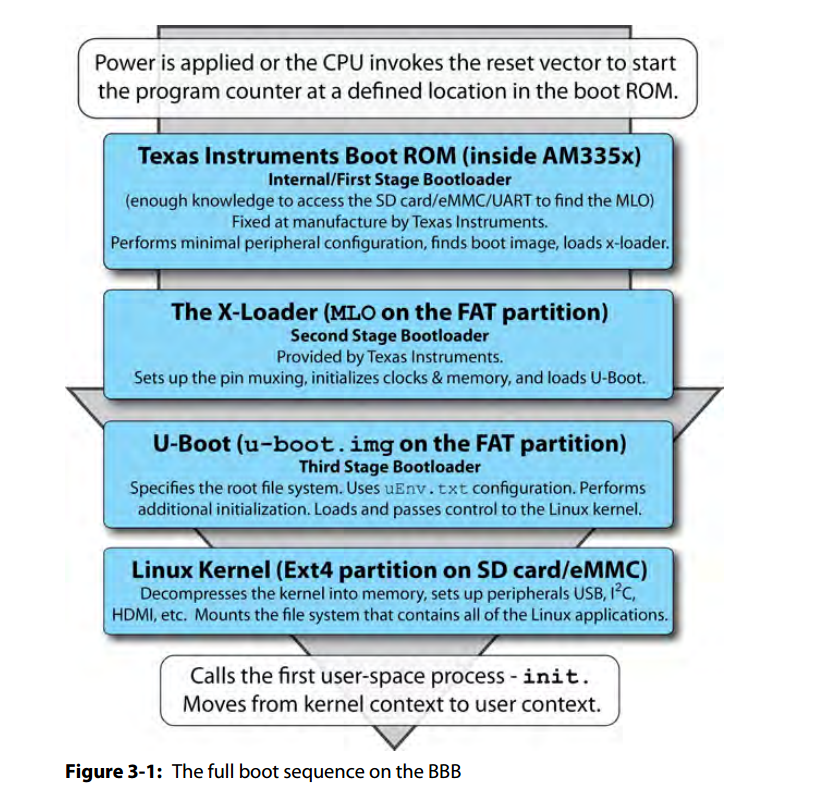 Power is applied or the CPU invokes the reset vector to start
the program counter at a defined location in the boot ROM.
Texas Instruments Boot ROM (inside AM335x)
Internal/First Stage Bootloader
(enough knowledge to access the SD card/eMMC/UART to find the MLO)
Fixed at manufacture by Texas Instruments.
Performs minimal peripheral configuration, finds boot image, loads x-loader.
The X-Loader (MLO on the FAT partition)
Second Stage Bootloader
Provided by Texas Instruments.
Sets up the pin muxing, initializes clocks & memory, and loads U-Boot.
U-Boot (u-boot.img on the FAT partition)
Third Stage Bootloader
Specifies the root file system. Uses uEnv.txt configuration. Performs
additional initialization. Loads and passes control to the Linux kernel.
Linux Kernel (Ext4 partition on SD card/eMMC)
Decompresses the kernel into memory, sets up peripherals USB, I²C,
HDMI, etc. Mounts the file system that contains all of the Linux applications.
Calls the first user-space process - init.
Moves from kernel context to user context.
Figure 3-1: The full boot sequence on the BBB